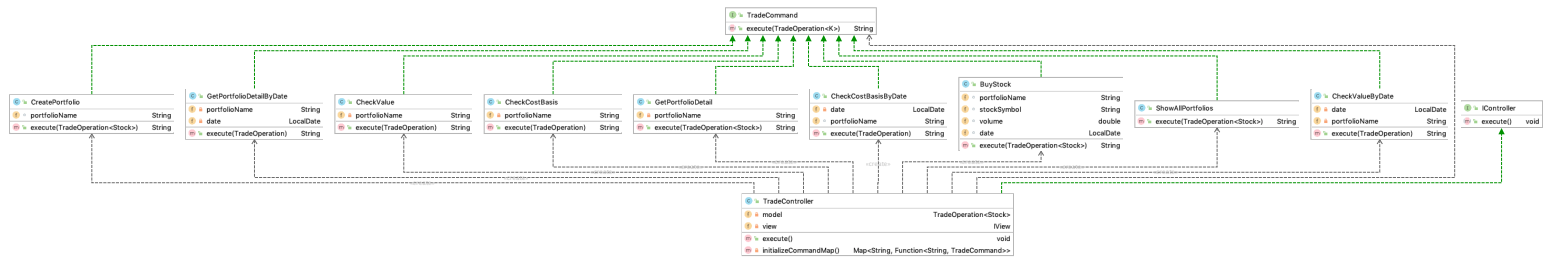 TradeCommand
execute(TradeOperation<K>) String
CreatePortfolio
portfolioName String
execute(TradeOperation<Stock>) String
GetPortfolioDetailByDate
portfolioName String
date LocalDate
execute(TradeOperation) String
CheckValue
portfolioName String
execute(TradeOperation) String
CheckCostBasis
portfolioName String
execute(TradeOperation) String
GetPortfolioDetail
portfolioName String
execute(TradeOperation<Stock>) String
CheckCostBasisByDate
date LocalDate
portfolioName String
execute(TradeOperation) String
BuyStock
portfolioName String
stockSymbol String
volume double
date LocalDate
execute(TradeOperation<Stock>) String
ShowAllPortfolios
execute(TradeOperation<Stock>) String
CheckValueByDate
date LocalDate
portfolioName String
execute(TradeOperation) String
IController
execute() void
«create»
TradeController
model TradeOperation<Stock>
view IView
execute() void
initializeCommandMap() Map<String, Function<String, TradeCommand>>